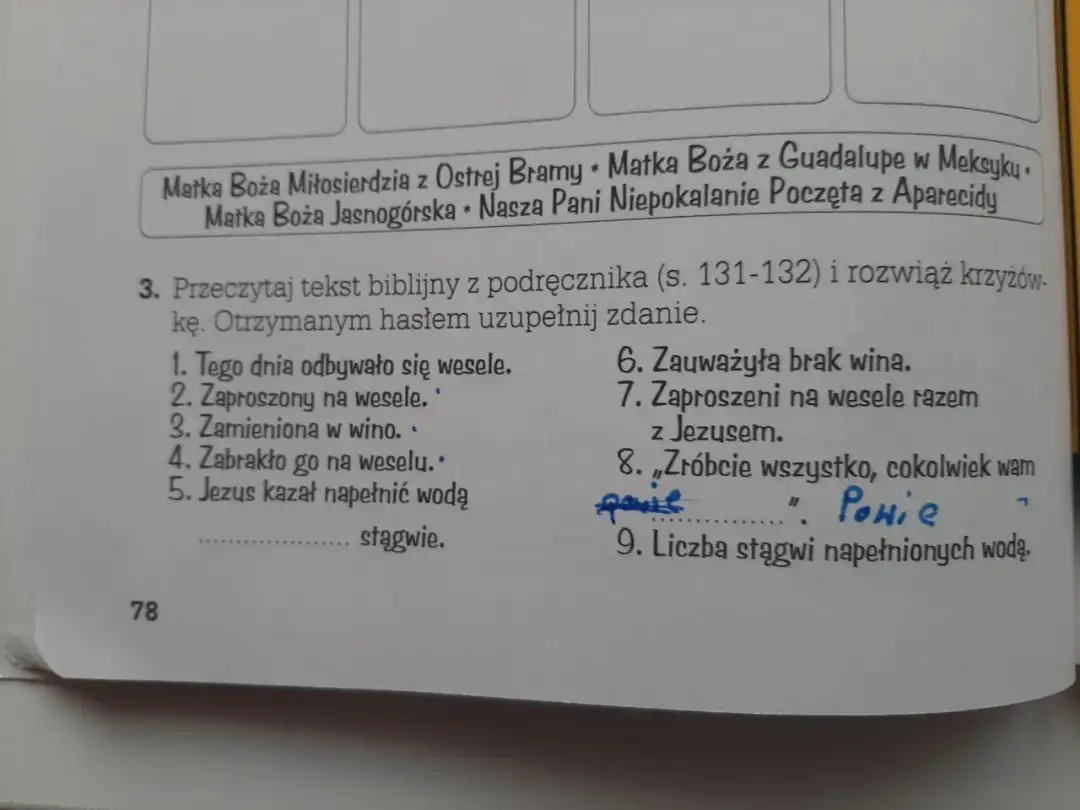 Matka Boża Miłosierdzia z Ostrej Bramy • Matka Boża z Guadalupe w Meksyku •
Matka Boża Jasnogórska • Nasza Pani Niepokalanie Poczęta z Aparecidy
3. Przeczytaj tekst biblijny z podręcznika (s. 131-132) i rozwiąż krzyżów-
kę. Otrzymanym hasłem uzupełnij zdanie.
1. Tego dnia odbywało się wesele.
2. Zaproszony na wesele.
3. Zamieniona w wino.
4. Zabrakło go na weselu.
5. Jezus kazał napełnić wodą
.................... stągwie.
6. Zauważyła brak wina.
7. Zaproszeni na wesele razem
z Jezusem.
8. „Zróbcie wszystko, cokolwiek wam
powie ................". Powie
9. Liczba stągwi napełnionych wodą.
78